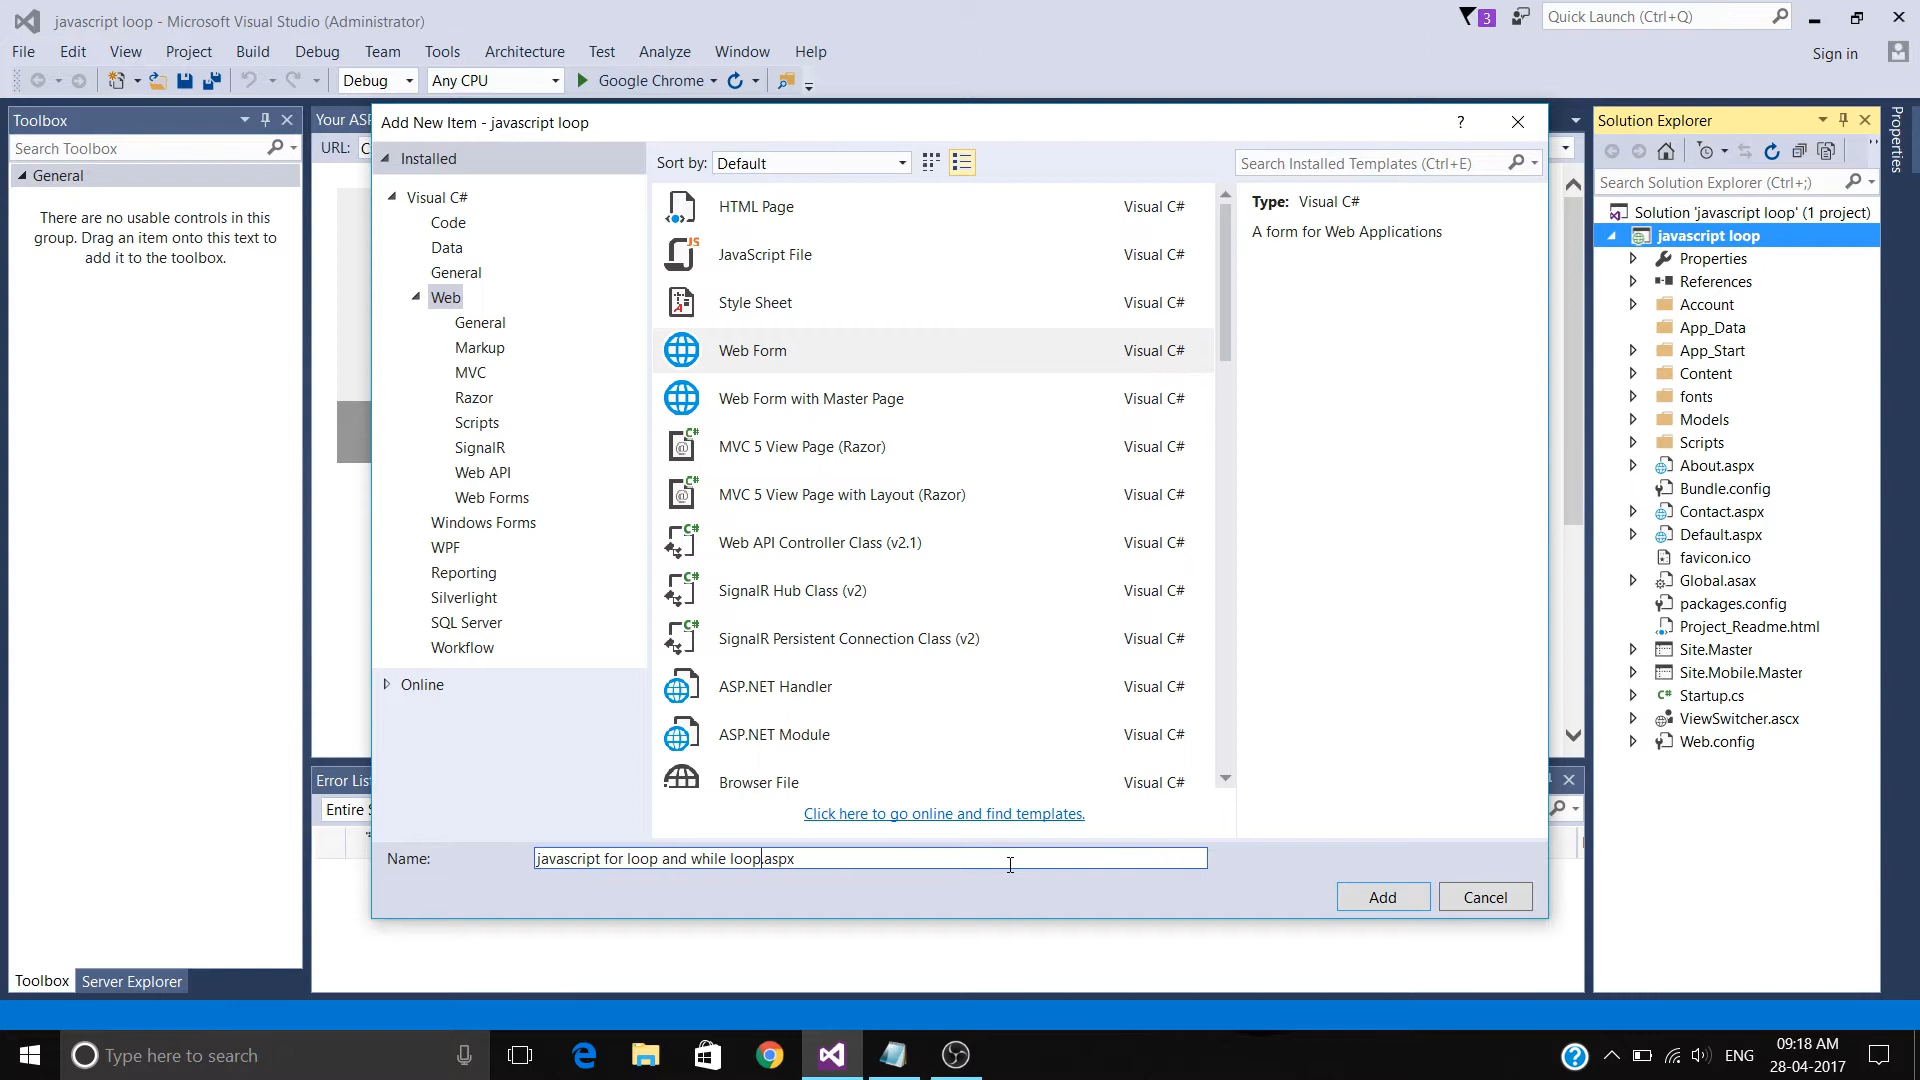 javascript loop - Microsoft Visual Studio (Administrator)
3
Quick Launch (Ctrl+Q)
File Edit View Project Build Debug Team Tools Architecture Test Analyze Window Help
Sign in
Debug Any CPU Google Chrome
Toolbox
Search Toolbox
General
There are no usable controls in this
group. Drag an item onto this text to
add it to the toolbox.
Toolbox Server Explorer
Your ASP
URL:
Error List
Entire S
Add New Item - javascript loop
?
Installed
Visual C#
Code
Data
General
Web
General
Markup
MVC
Razor
Scripts
SignalR
Web API
Web Forms
Windows Forms
WPF
Reporting
Silverlight
SQL Server
Workflow
Online
Sort by: Default
Search Installed Templates (Ctrl+E)
HTML Page Visual C#
JavaScript File Visual C#
Style Sheet Visual C#
Web Form Visual C#
Web Form with Master Page Visual C#
MVC 5 View Page (Razor) Visual C#
MVC 5 View Page with Layout (Razor) Visual C#
Web API Controller Class (v2.1) Visual C#
SignalR Hub Class (v2) Visual C#
SignalR Persistent Connection Class (v2) Visual C#
ASP.NET Handler Visual C#
ASP.NET Module Visual C#
Browser File Visual C#
Click here to go online and find templates.
Type: Visual C#
A form for Web Applications
Name: javascript for loop and while loop.aspx
Add Cancel
Solution Explorer
Search Solution Explorer (Ctrl+;)
Solution 'javascript loop' (1 project)
javascript loop
Properties
References
Account
App_Data
App_Start
Content
fonts
Models
Scripts
About.aspx
Bundle.config
Contact.aspx
Default.aspx
favicon.ico
Global.asax
packages.config
Project_Readme.html
Site.Master
Site.Mobile.Master
Startup.cs
ViewSwitcher.ascx
Web.config
Properties
Type here to search
ENG
09:18 AM
28-04-2017